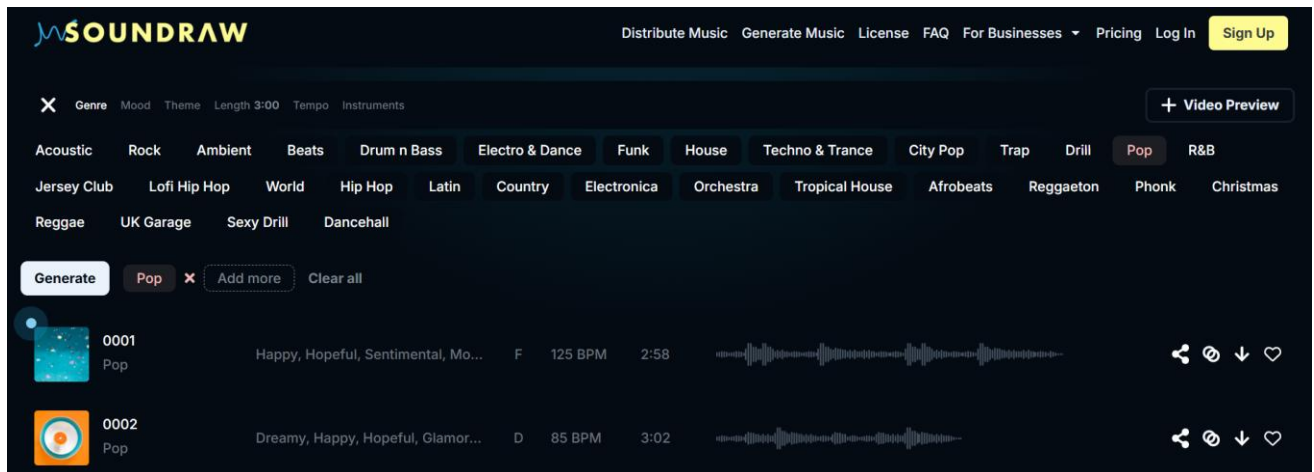 SOUNDRAW
Distribute Music Generate Music License FAQ For Businesses Pricing Log In Sign Up
Genre Mood Theme Length 3:00 Tempo Instruments
+ Video Preview
Acoustic Rock Ambient Beats Drum n Bass Electro & Dance Funk House Techno & Trance City Pop Trap Drill Pop R&B
Jersey Club Lofi Hip Hop World Hip Hop Latin Country Electronica Orchestra Tropical House Afrobeats Reggaeton Phonk Christmas
Reggae UK Garage Sexy Drill Dancehall
Generate Pop Add more Clear all
0001
Pop
Happy, Hopeful, Sentimental, Mo... F 125 BPM 2:58
0002
Pop
Dreamy, Happy, Hopeful, Glamor... D 85 BPM 3:02